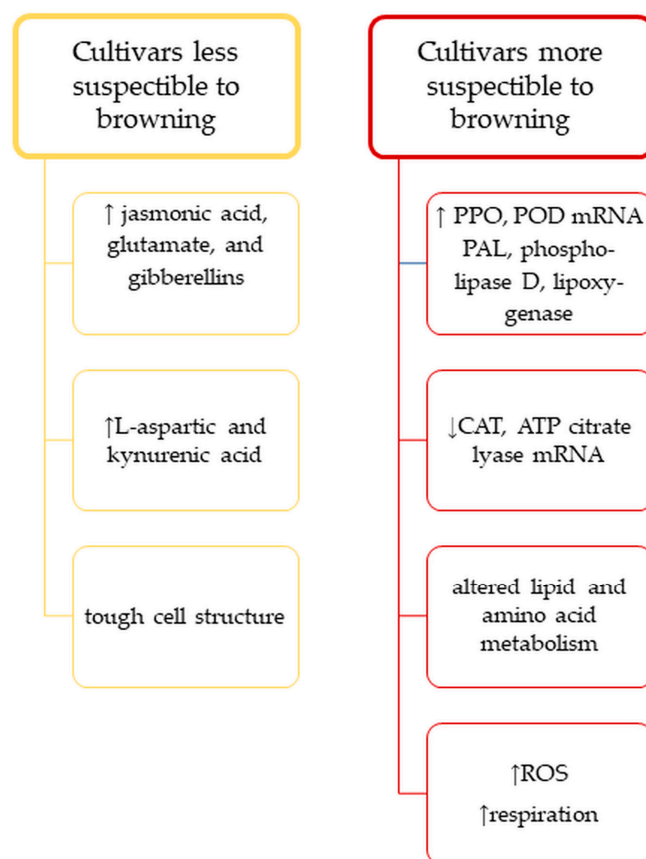 Cultivars less
suspectible to
browning
↑ jasmonic acid,
glutamate, and
gibberellins
↑L-aspartic and
kynurenic acid
tough cell structure
Cultivars more
suspectible to
browning
↑ PPO, POD mRNA
PAL, phospho-
lipase D, lipoxy-
genase
↓CAT, ATP citrate
lyase mRNA
altered lipid and
amino acid
metabolism
↑ROS
↑respiration